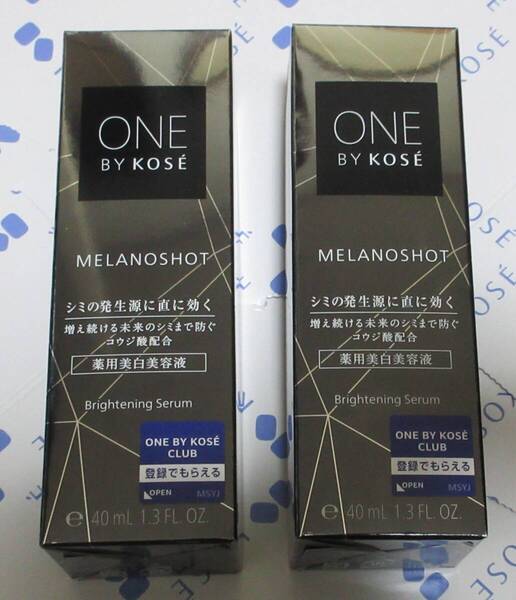 ONE
BY KOSÉ
MELANOSHOT
シミの発生源に直に効く
増え続ける未来のシミまで防ぐ
コウジ酸配合
薬用美白美容液
Brightening Serum
ONE BY KOSÉ
CLUB
登録でもらえる
OPEN MSYJ
e 40 mL 1.3 FL. OZ.
ONE
BY KOSÉ
MELANOSHOT
シミの発生源に直に効く
増え続ける未来のシミまで防ぐ
コウジ酸配合
薬用美白美容液
Brightening Serum
ONE BY KOSÉ
CLUB
登録でもらえる
OPEN MSYJ
e 40 mL 1.3 FL. OZ.
KOSÉ
KOSÉ
KOSÉ